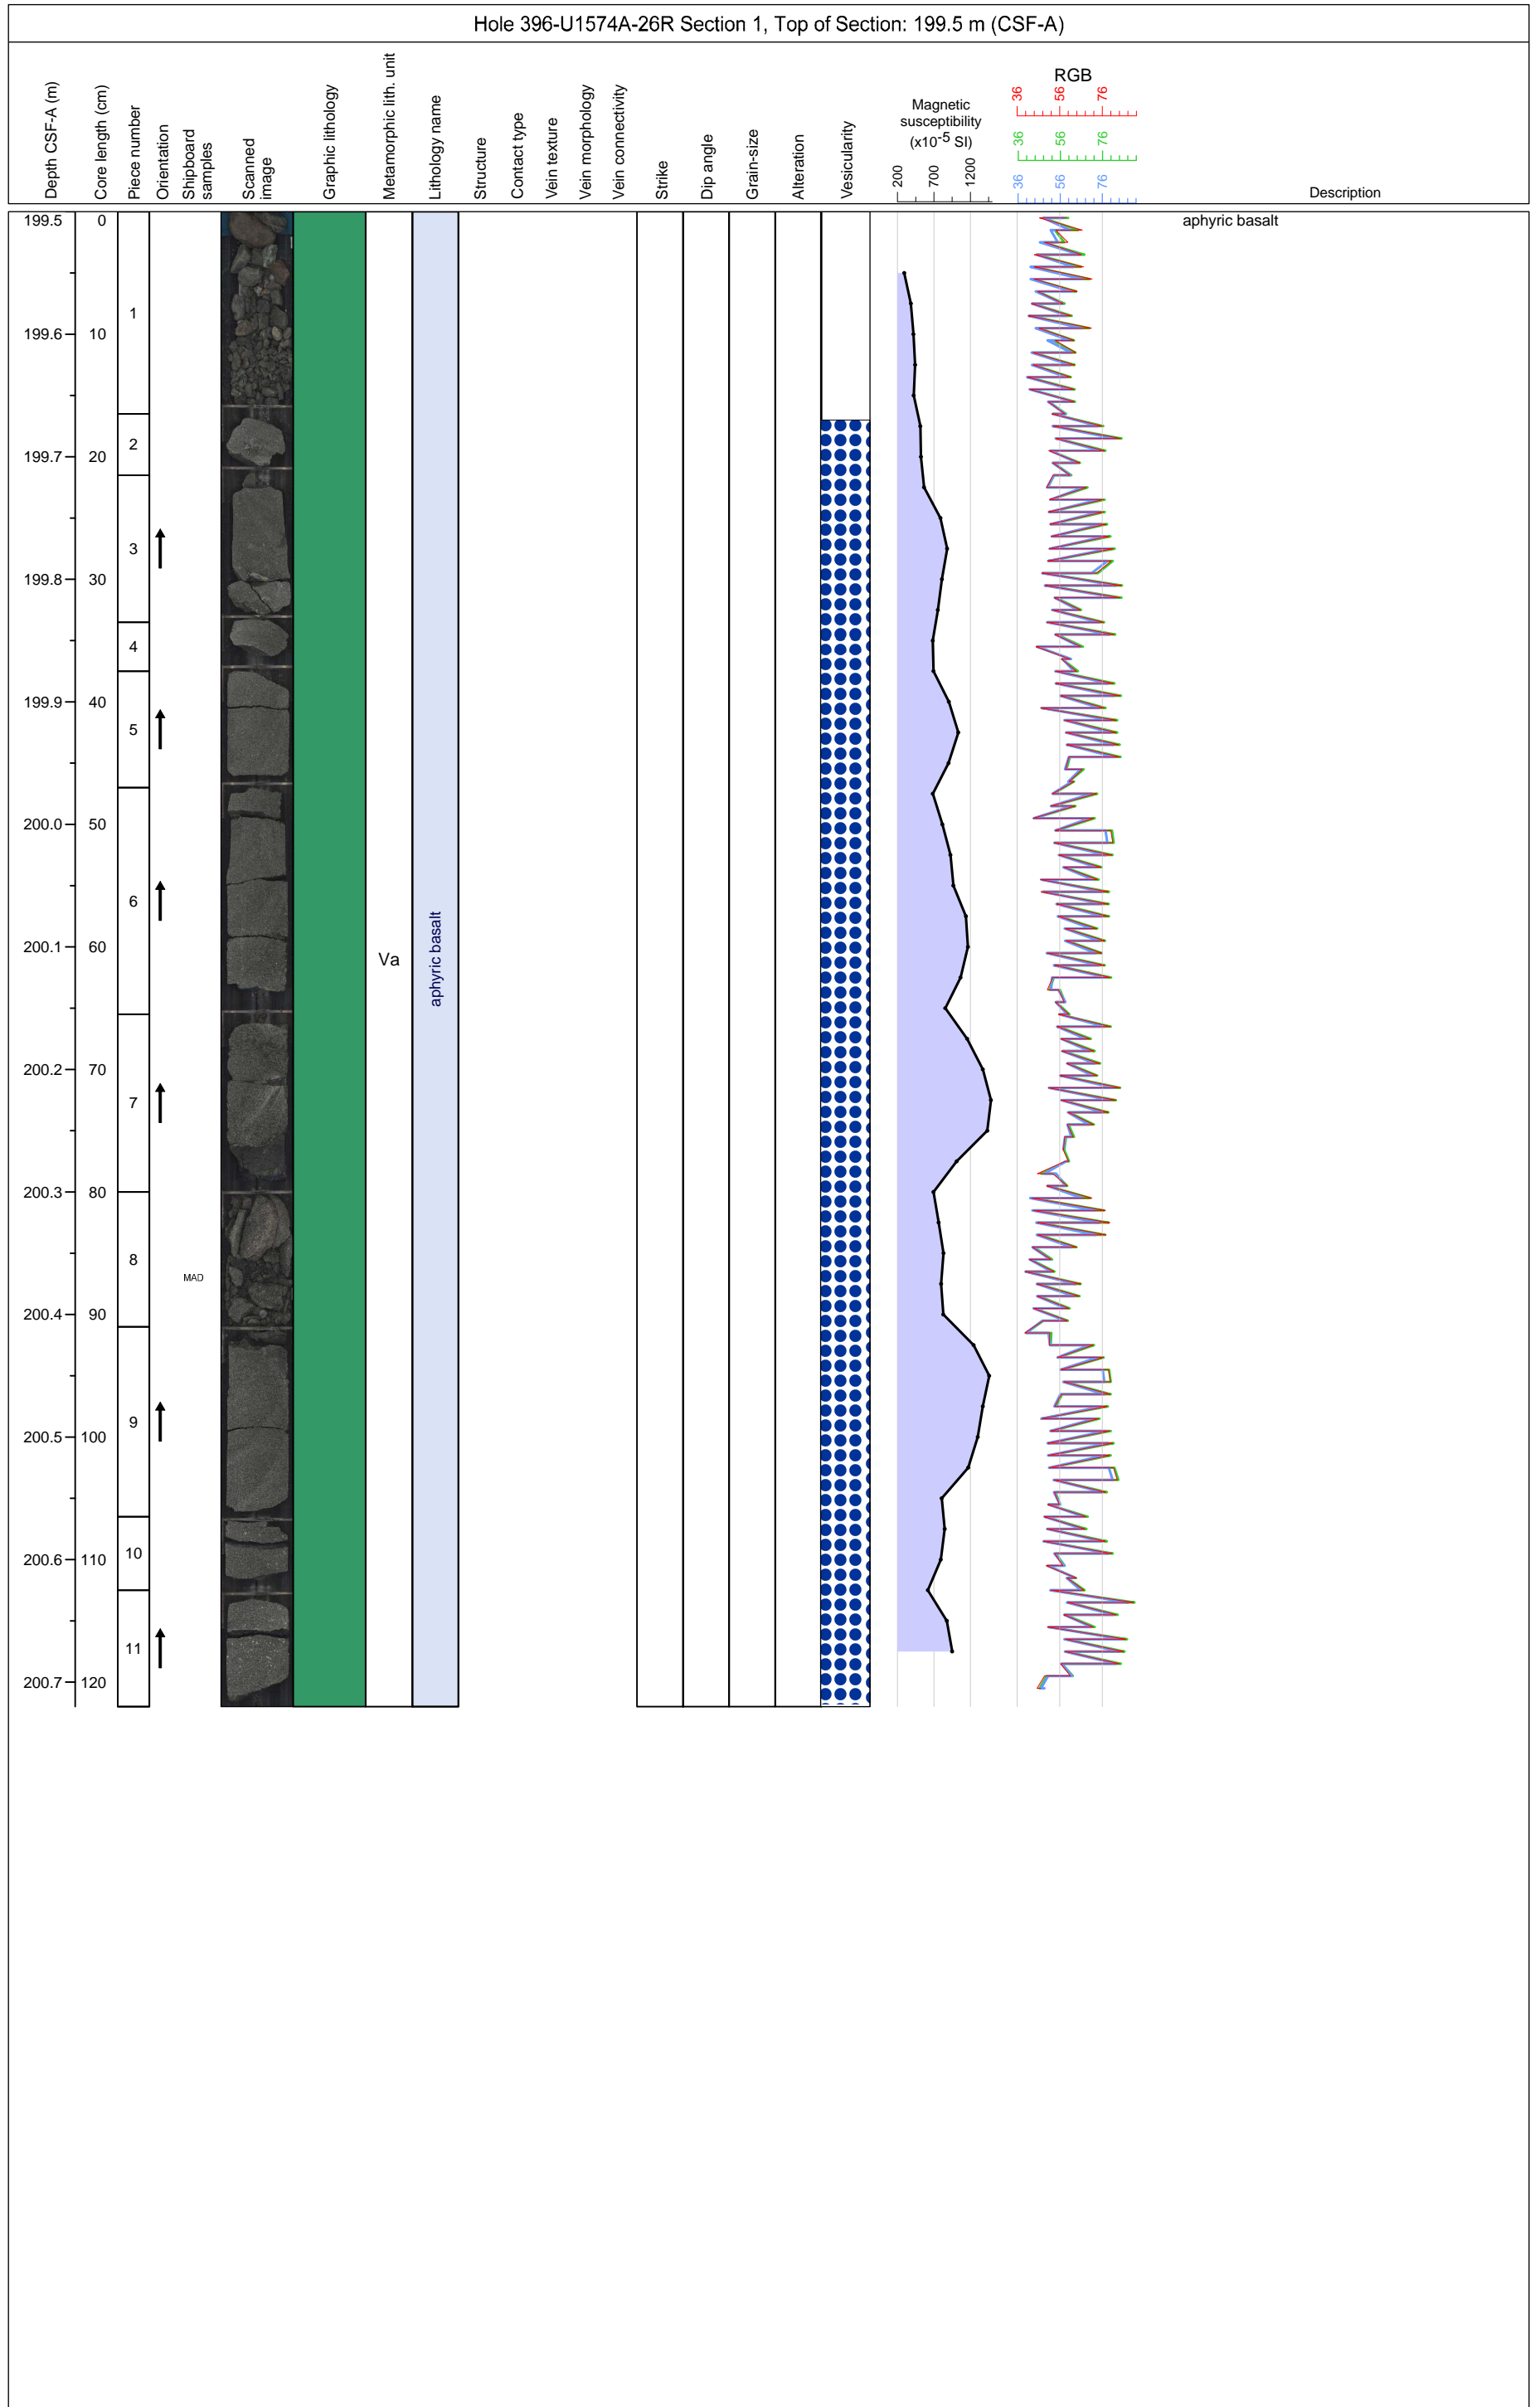 Hole 396-U1574A-26R Section 1, Top of Section: 199.5 m (CSF-A)
Depth CSF-A (m)
Core length (cm)
Piece number
Orientation
Shipboard
samples
Scanned
image
Graphic lithology
Metamorphic lith. unit
Lithology name
Structure
Contact type
Vein texture
Vein morphology
Vein connectivity
Strike
Dip angle
Grain-size
Alteration
Vesicularity
Magnetic
susceptibility
(x10-5 SI)
200 700 1200
RGB
36 56 76
36 56 76
36 56 76
Description
199.5 0
aphyric basalt
1
199.6 10
2
199.7 20
3
199.8 30
4
199.9 40
5
200.0 50
6
200.1 60
Va
aphyric basalt
200.2 70
7
200.3 80
8
MAD
200.4 90
9
200.5 100
10
200.6 110
11
200.7 120